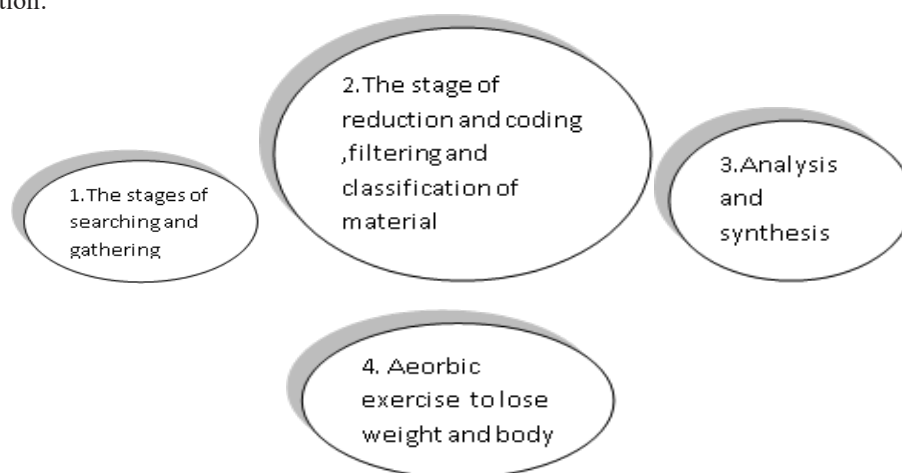 tion.
2.The stage of
reduction and coding
,filtering and
classification of
material
1.The stages of
searching and
gathering
3.Analysis
and
synthesis
4. Aeorbic
exercise to lose
weight and body